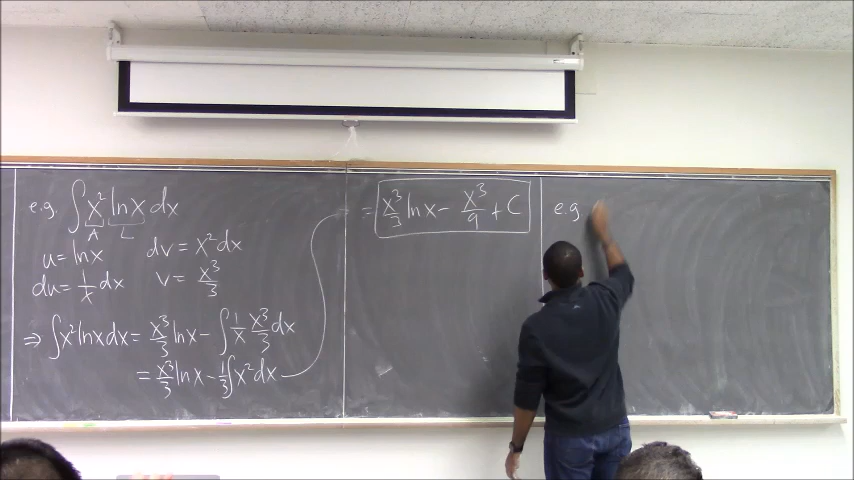 e.g. ∫ x² ln x dx
A L
u = ln x dv = x² dx
du = 1/x dx v = x³/3
⇒ ∫ x² ln x dx = x³/3 ln x - ∫ 1/x x³/3 dx
= x³/3 ln x - 1/3 ∫ x² dx
= x³/3 ln x - x³/9 + C
e.g